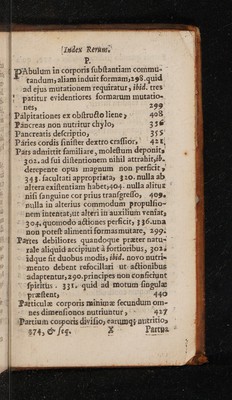 Index Rerum.
P.
PAbulum in corporis substantiam commu-
tandum, aliam induit formam, 298. quid
ad ejus mutationem requiratur, ibid. tres
patitur evidentiores formarum mutatio-
nes, 299
Palpitationes ex obstructo liene, 408
Pancreas non nutritur chylo, 356
Pancreatis descriptio, 355
Paries cordis sinister dextro crassior, 421
Pars admittit familiare, molestum deponit,
302. ad sui distentionem nihil attrahit, ib.
derepente opus magnum non perficit,
343. facultati appropriata, 310. nulla ab
altera existentiam habet, 404. nulla alitur
nisi sanguine cor prius transgresso, 409.
nulla in alterius commodum propulsio-
nem intentat, ut alteri in auxilium veniat,
304. quomodo actiones perficit, 336. una
non potest alimenti formas mutare, 299.
Partes debiliores quandoque præter natu-
rale aliquid accipiunt à fortioribus, 302.
idque sit duobus modis, ibid. novo nutri-
mento debent refocillari ut actionibus
adaptentur, 290. principes non conficiunt
spiritus. 331. quid ad motum singulæ
præstent, 440
Particulæ corporis minimæ secundum om-
nes dimensiones nutriuntur, 427
Partium corporis divisio, earumq; nutritio,
274, & seq. X Partus